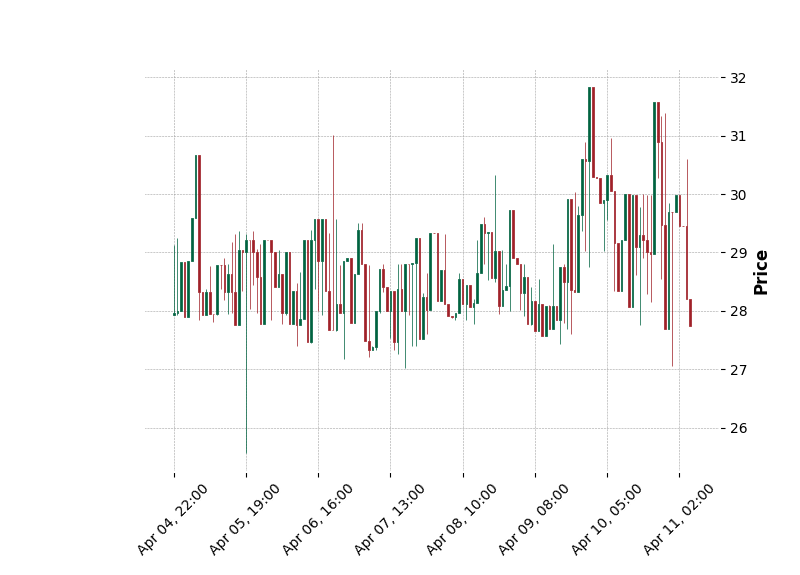 32
31
30
29
28
27
26
Price
Apr 04, 22:00
Apr 05, 19:00
Apr 06, 16:00
Apr 07, 13:00
Apr 08, 10:00
Apr 09, 08:00
Apr 10, 05:00
Apr 11, 02:00